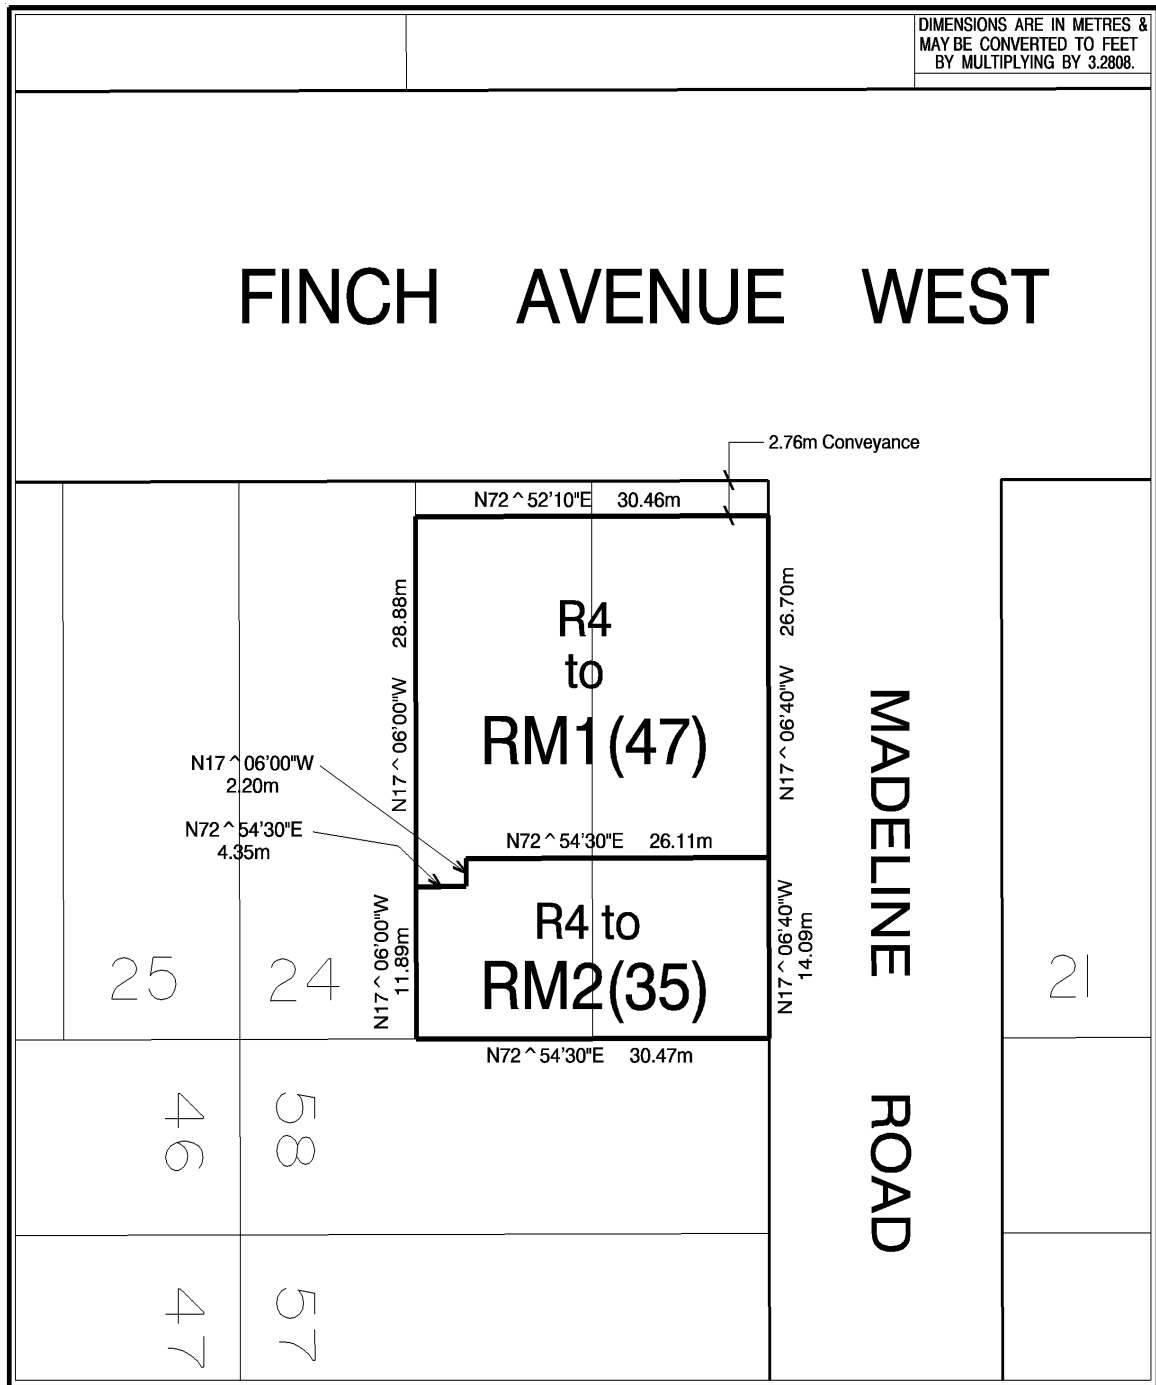 DIMENSIONS ARE IN METRES &
MAY BE CONVERTED TO FEET
BY MULTIPLYING BY 3.2808.
FINCH AVENUE WEST
2.76m Conveyance
N72^52'10"E 30.46m
N17^06'00"W 28.88m
R4
to
RM1(47)
N17^06'40"W 26.70m
N17^06'00"W
2.20m
N72^54'30"E
4.35m
N72^54'30"E 26.11m
N17^06'00"W
11.89m
R4 to
RM2(35)
N17^06'40"W
14.09m
N72^54'30"E 30.47m
MADELINE ROAD
25
24
21
46
58
47
57